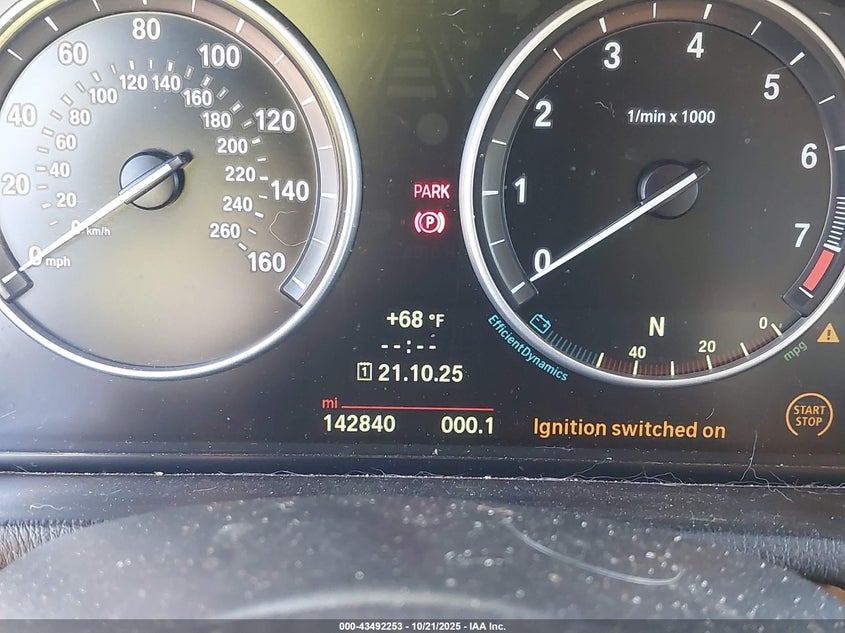 80
60
100
40
120
20
140
0 mph
160
120 140
100
160
80
180
60
200
40
220
20
240
0 km/h
260
PARK
P
+68 °F
--:--
1 21.10.25
mi
142840 000.1
4
3
5
2
1/min x 1000
6
1
7
0
N
0
20
40
mpg
EfficientDynamics
START
STOP
Ignition switched on
000-43492253 - 10/21/2025 - IAA Inc.